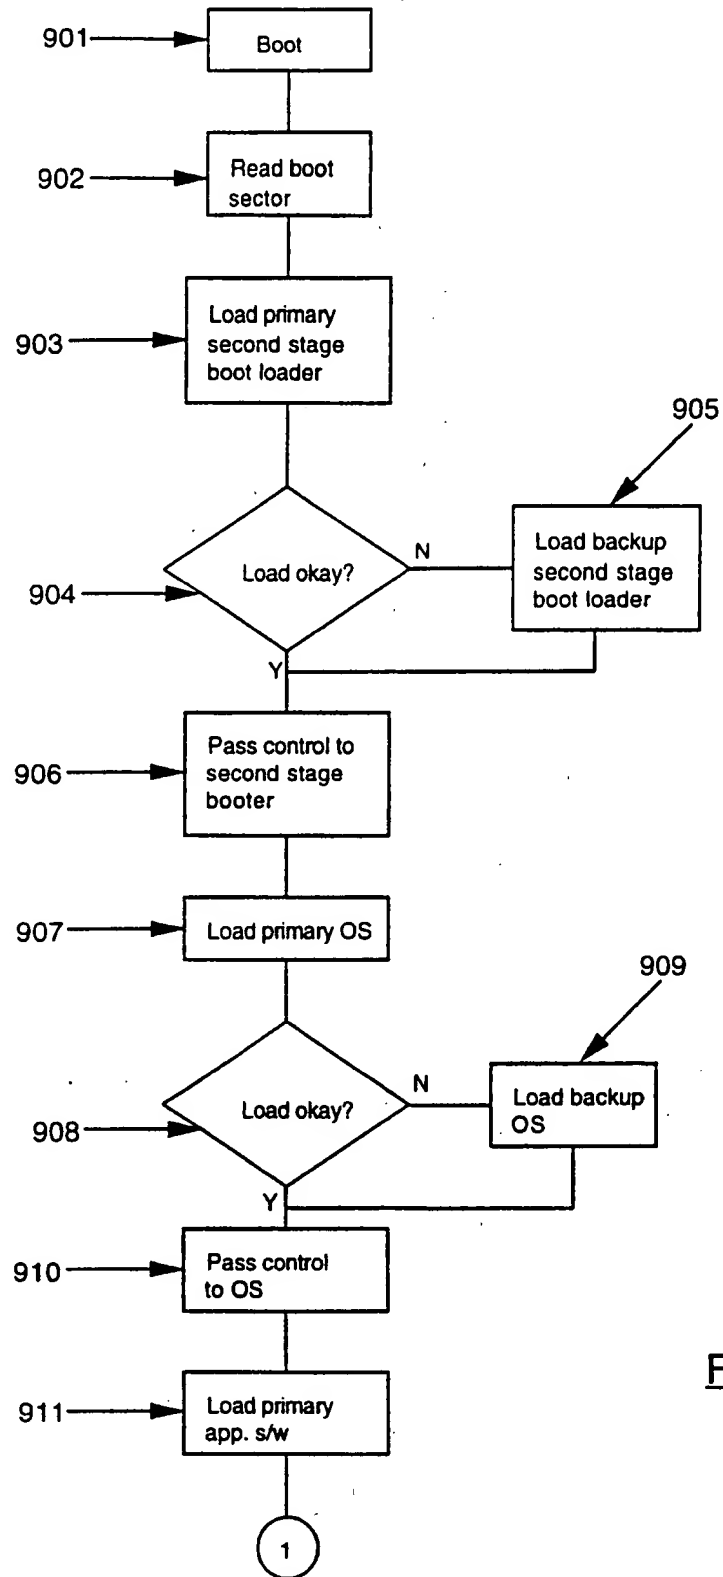 901
Boot
902
Read boot
sector
903
Load primary
second stage
boot loader
905
904
Load okay?
N
Load backup
second stage
boot loader
Y
906
Pass control to
second stage
booter
907
Load primary OS
909
908
Load okay?
N
Load backup
OS
Y
910
Pass control
to OS
911
Load primary
app. s/w
1
F